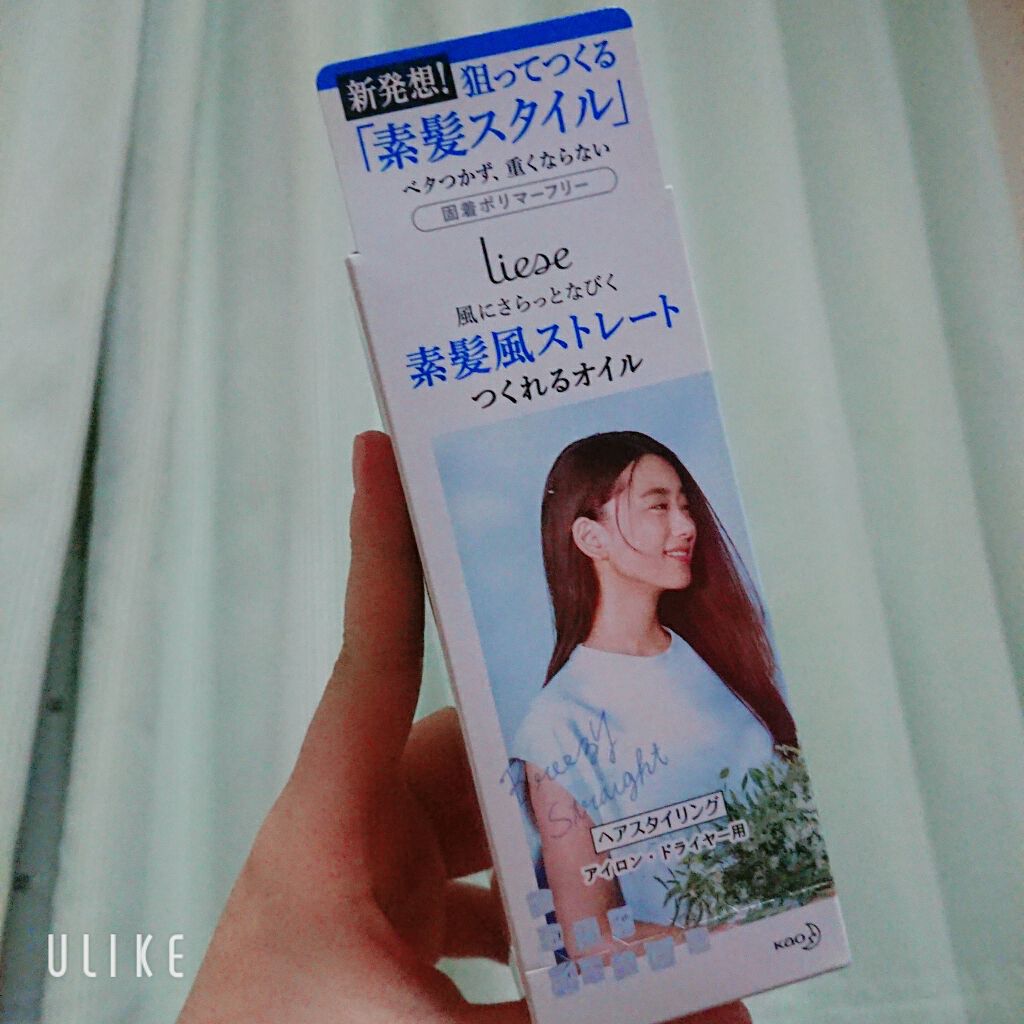 新発想!
狙ってつくる
「素髪スタイル」
ベタつかず、重くならない
固着ポリマーフリー
liese
風にさらっとなびく
素髪風ストレート
つくれるオイル
Breezy
Straight
ヘアスタイリング
アイロン・ドライヤー用
Kao
ULIKE